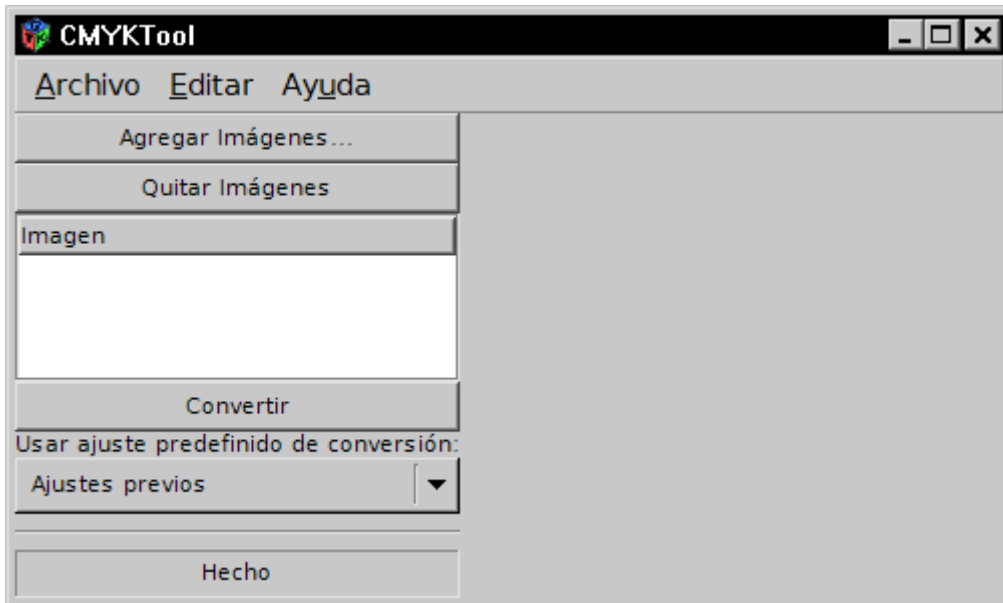 CMYKTool
Archivo Editar Ayuda
Agregar Imágenes...
Quitar Imágenes
Imagen
Convertir
Usar ajuste predefinido de conversión:
Ajustes previos
Hecho